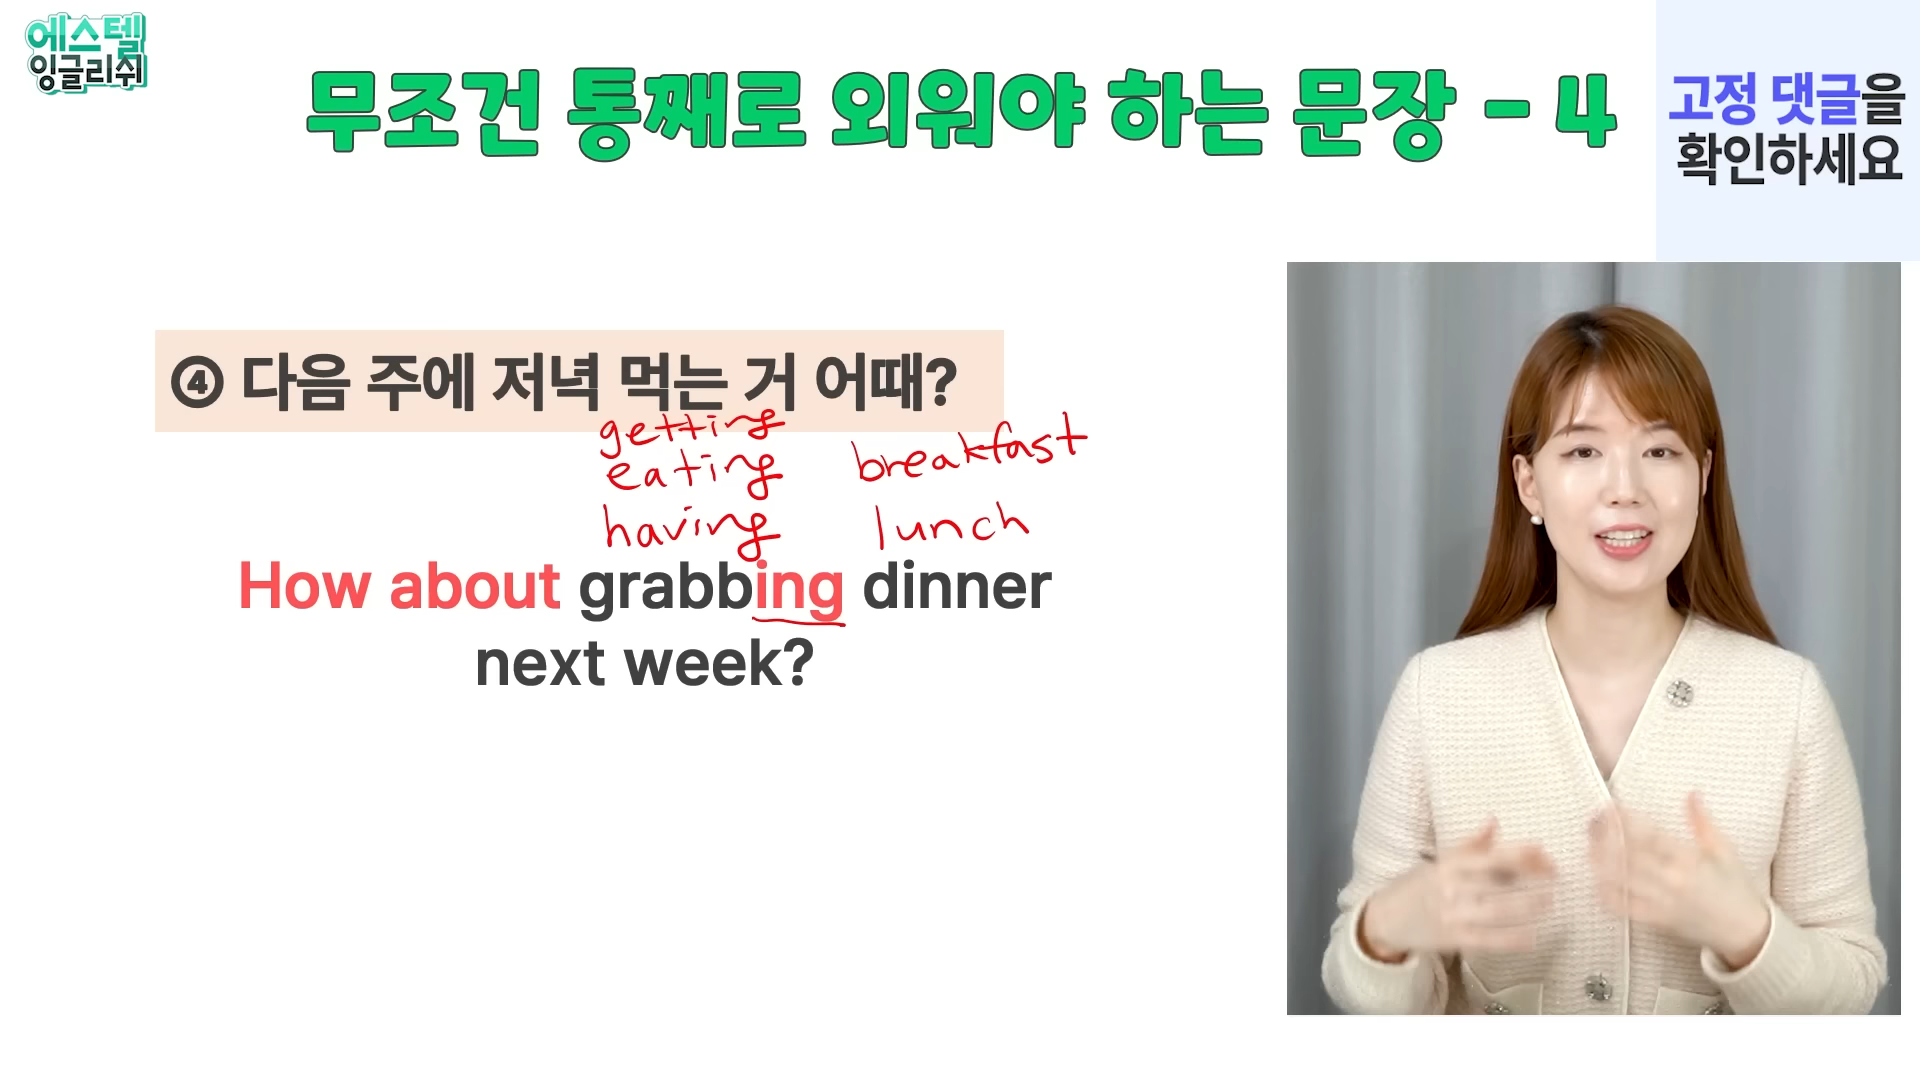 에스텔
잉글리쉬
무조건 통째로 외워야 하는 문장 - 4
고정 댓글을
확인하세요
④ 다음 주에 저녁 먹는 거 어때?
getting
eating breakfast
having lunch
How about grabbing dinner
next week?